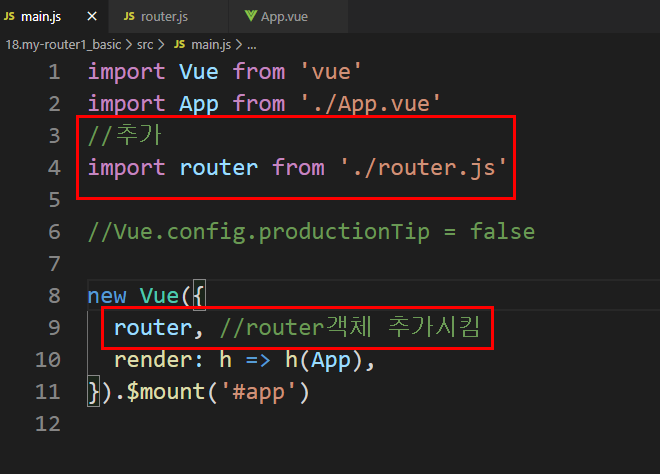 JS main.js × JS router.js App.vue
18.my-router1_basic > src > JS main.js > ...
1 import Vue from 'vue'
2 import App from './App.vue'
3 //추가
4 import router from './router.js'
5
6 //Vue.config.productionTip = false
7
8 new Vue({
9 router, //router객체 추가시킴
10 render: h => h(App),
11 }).$mount('#app')
12